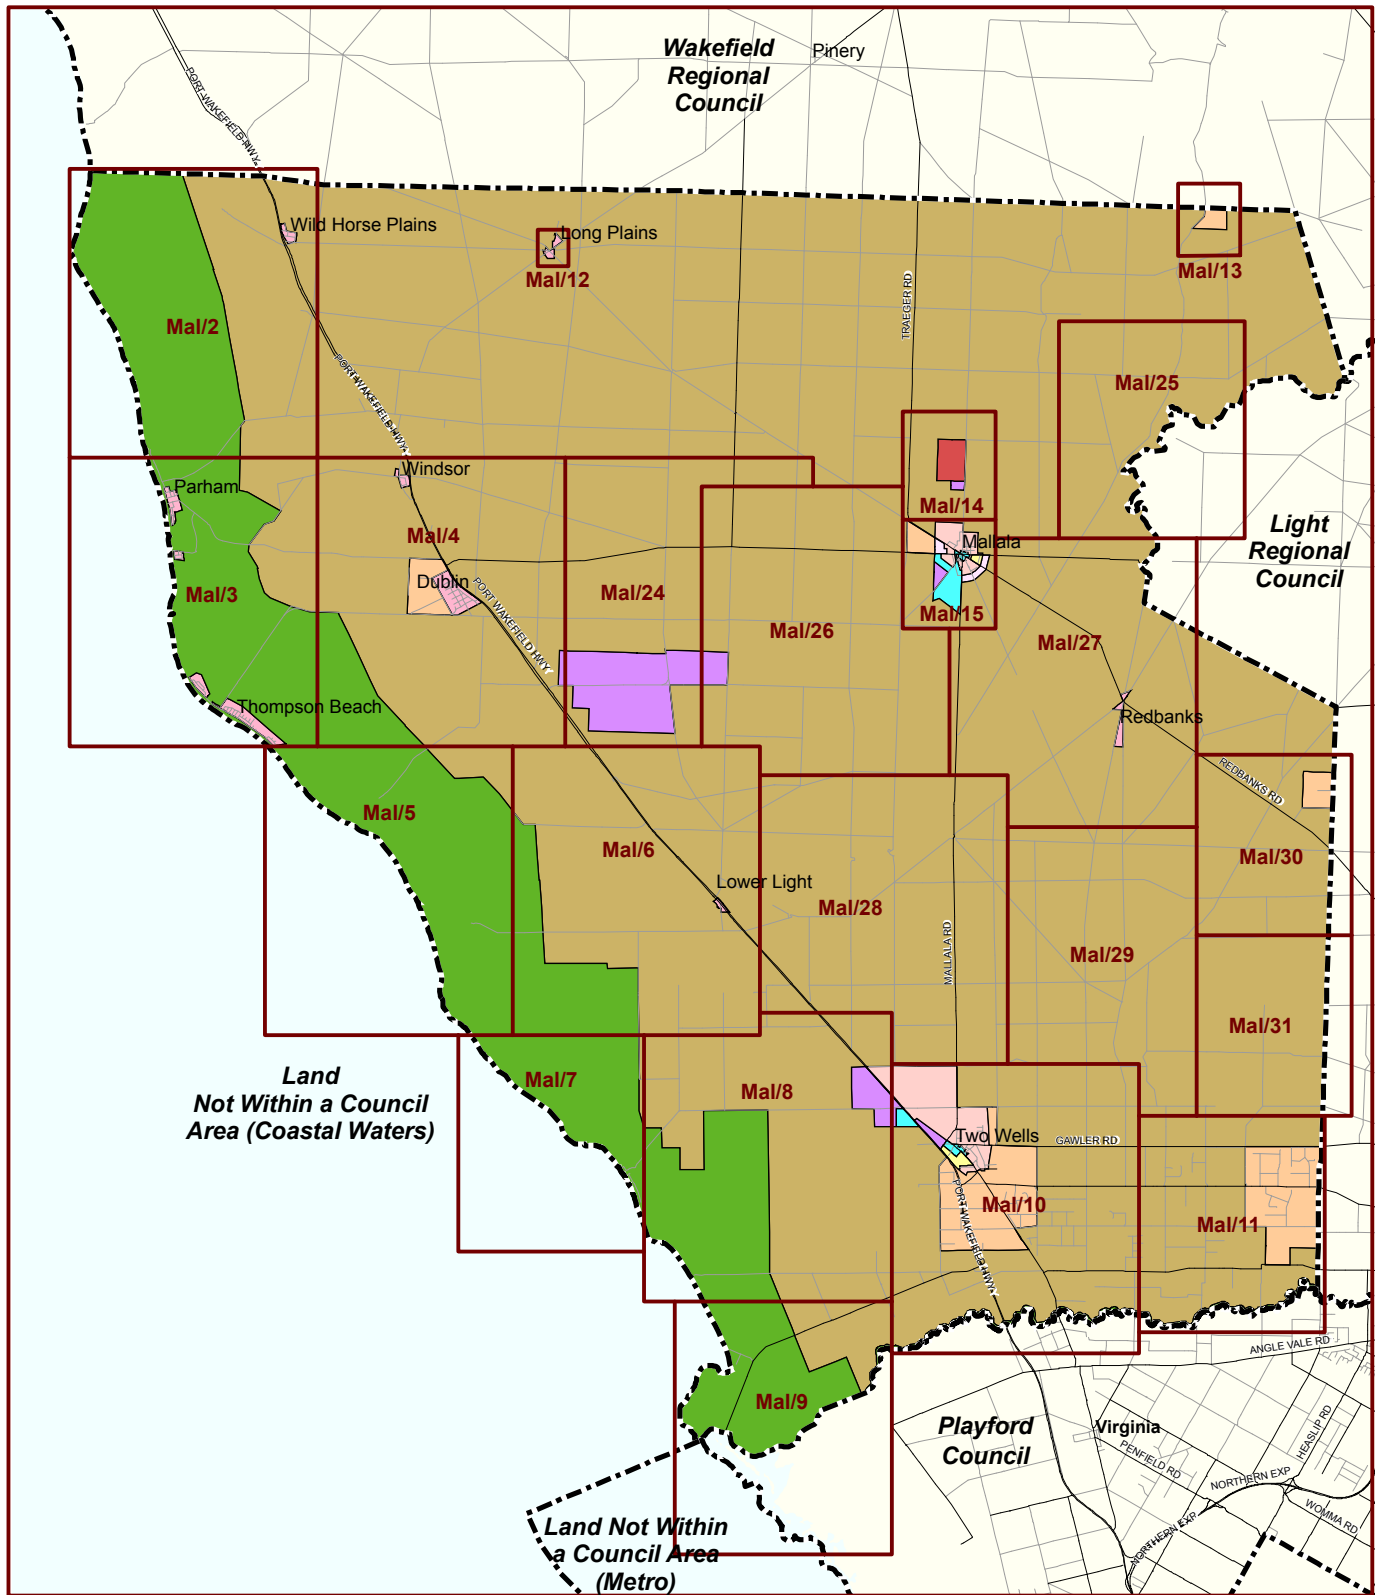 Wakefield
Regional
Council
Pinery
PORT WAKEFIELD HWY
Wild Horse Plains
Long Plains
Mal/12
Mal/13
Mal/2
TRAEGER RD
PORT WAKEFIELD HWY
Mal/25
Windsor
Parham
Mal/14
Mal/4
Mallala
Light
Regional
Council
Dublin
Mal/3
PORT WAKEFIELD HWY
Mal/24
Mal/15
Mal/26
Mal/27
Thompson Beach
Redbanks
REDBANKS RD
Mal/5
Mal/6
Mal/30
Lower Light
Mal/28
MALLALA RD
Mal/29
Mal/31
Land
Not Within a Council
Area (Coastal Waters)
Mal/7
Mal/8
Two Wells
GAWLER RD
PORT WAKEFIELD HWY
Mal/10
Mal/11
ANGLE VALE RD
Mal/9
Playford
Council
Virginia
PENFIELD RD
HEASLIP RD
NORTHERN EXP
NORTHERN EXP
WOMMA RD
Land Not Within
a Council Area
(Metro)